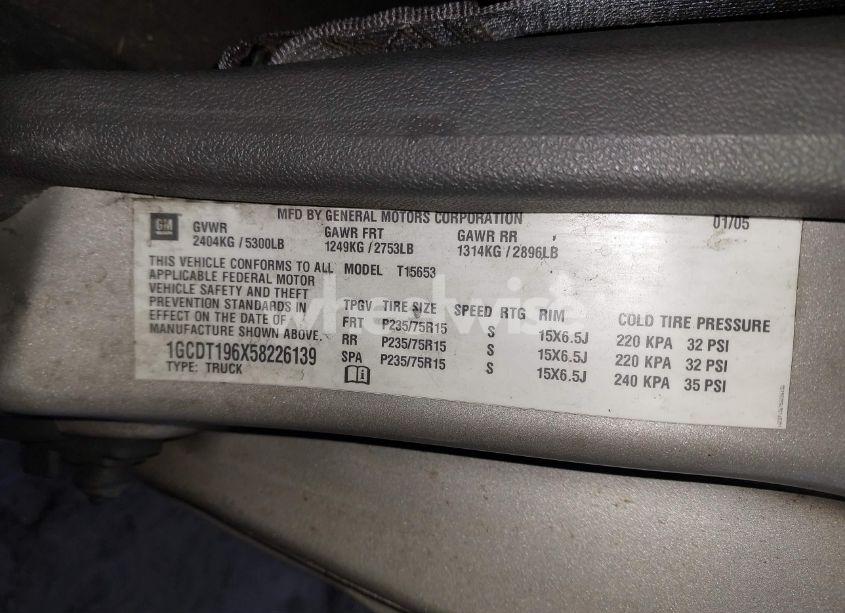 MFD BY GENERAL MOTORS CORPORATION 01/05
GM GVWR GAWR FRT GAWR RR
2404KG / 5300LB 1249KG / 2753LB 1314KG / 2896LB
THIS VEHICLE CONFORMS TO ALL
APPLICABLE FEDERAL MOTOR
VEHICLE SAFETY AND THEFT
PREVENTION STANDARDS IN
EFFECT ON THE DATE OF
MANUFACTURE SHOWN ABOVE.
1GCDT196X58226139
TYPE: TRUCK
MODEL T15653
TPGV TIRE SIZE SPEED RTG RIM COLD TIRE PRESSURE
FRT P235/75R15 S 15X6.5J 220 KPA 32 PSI
RR P235/75R15 S 15X6.5J 220 KPA 32 PSI
SPA P235/75R15 S 15X6.5J 240 KPA 35 PSI
wheelwise